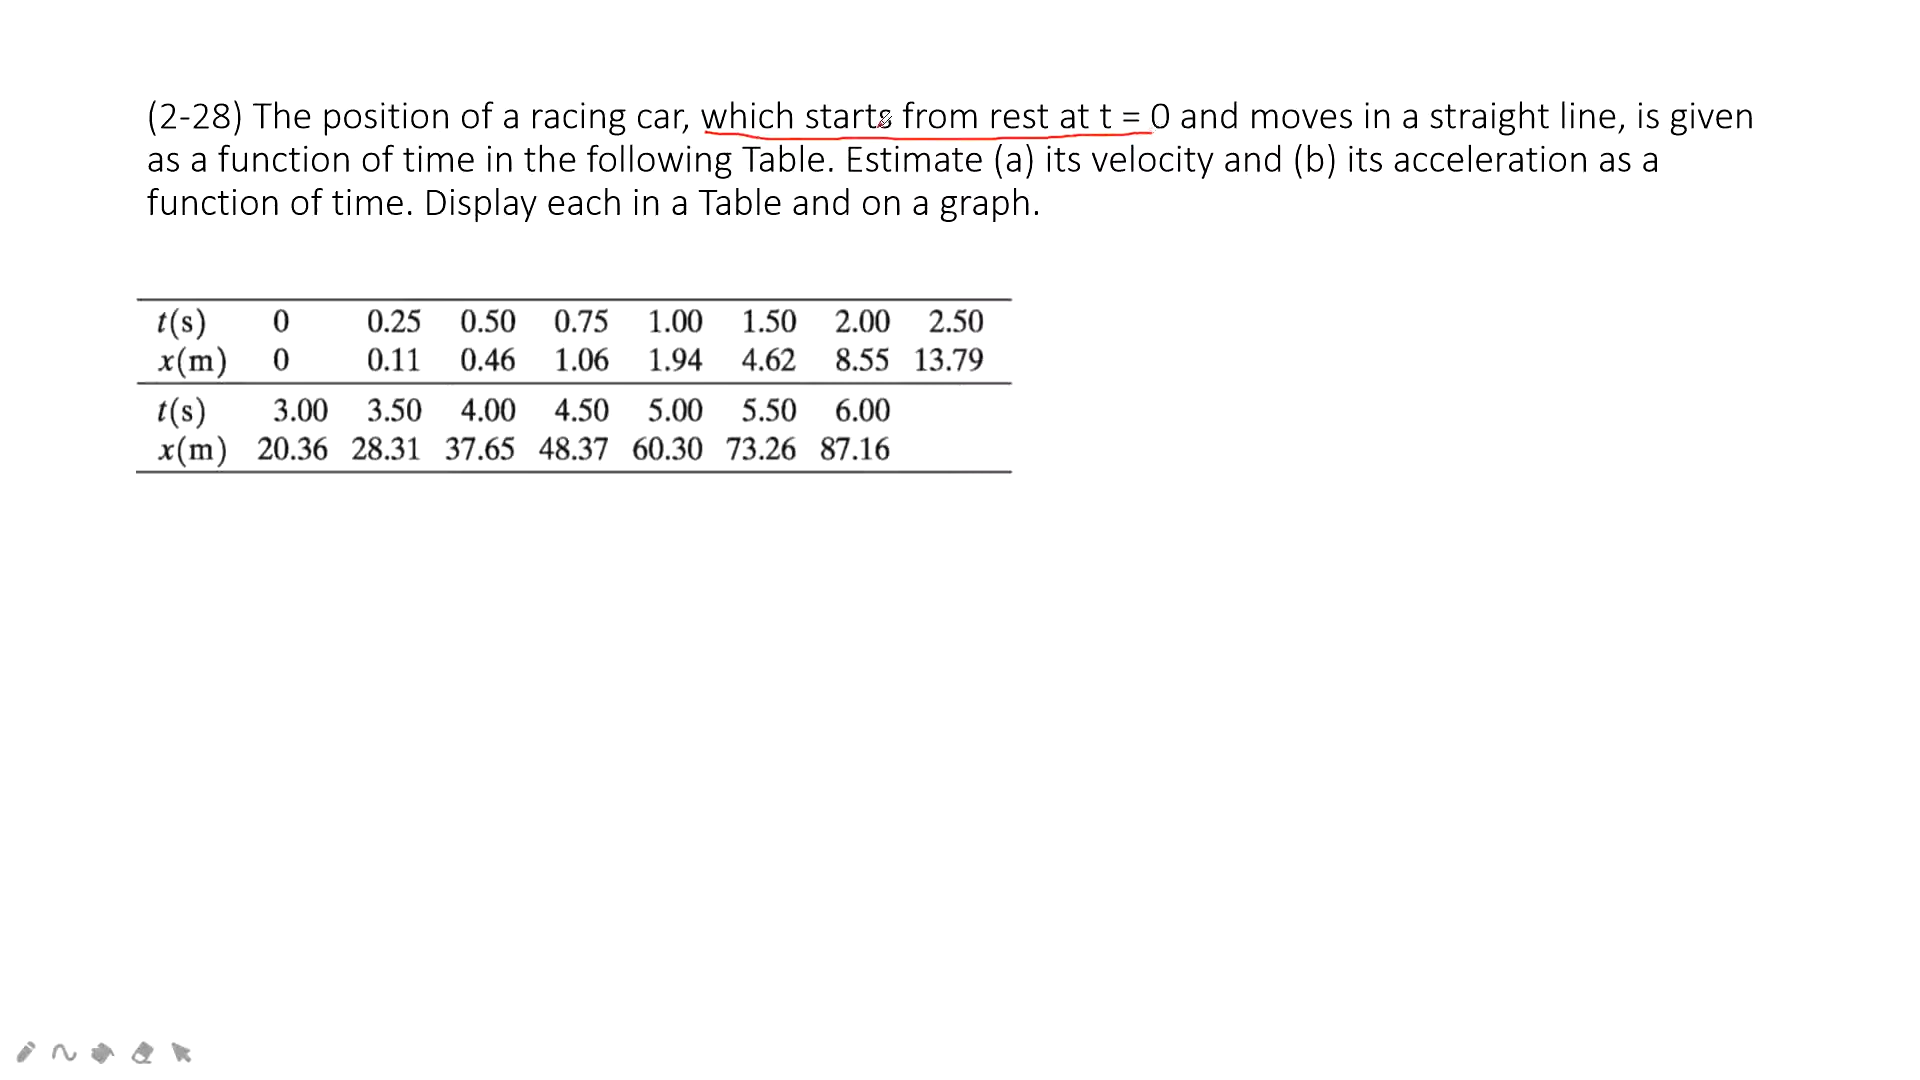 (2-28) The position of a racing car, which starts from rest at t = 0 and moves in a straight line, is given
as a function of time in the following Table. Estimate (a) its velocity and (b) its acceleration as a
function of time. Display each in a Table and on a graph.
t(s) 0 0.25 0.50 0.75 1.00 1.50 2.00 2.50
x(m) 0 0.11 0.46 1.06 1.94 4.62 8.55 13.79
t(s) 3.00 3.50 4.00 4.50 5.00 5.50 6.00
x(m) 20.36 28.31 37.65 48.37 60.30 73.26 87.16